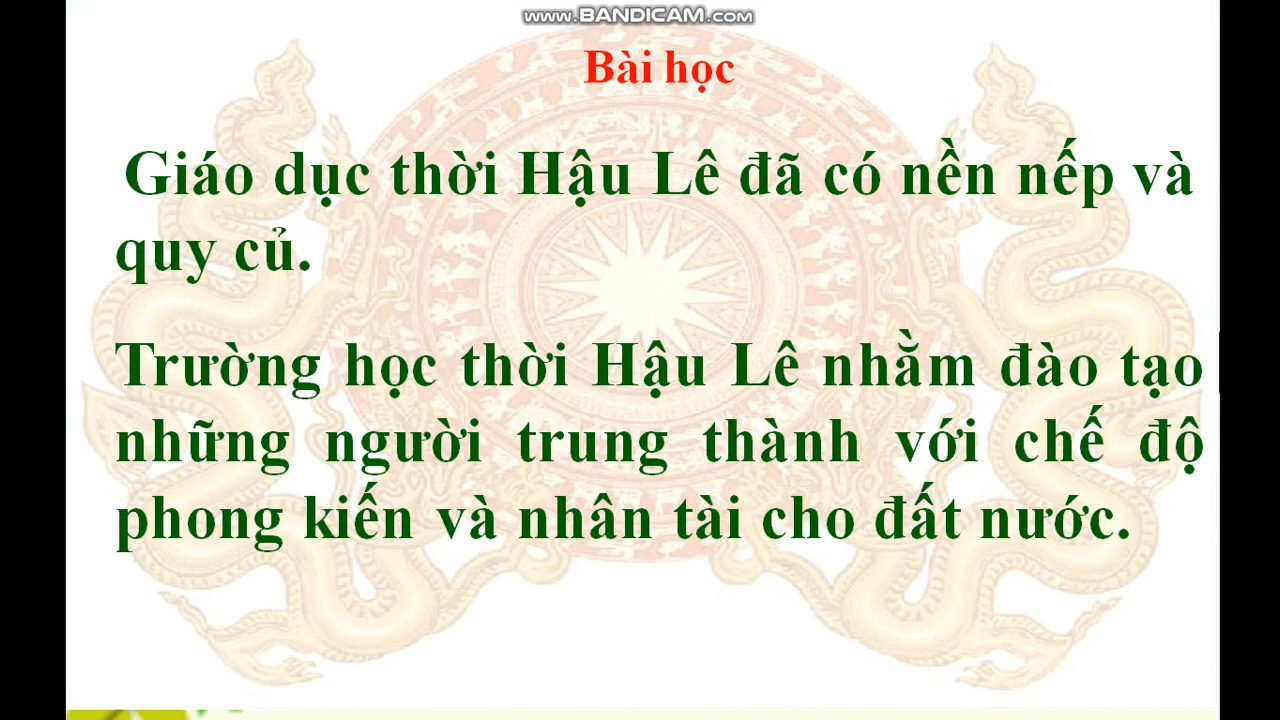 www.BANDICAM.com
Bài học
Giáo dục thời Hậu Lê đã có nền nếp và
quy củ.
Trường học thời Hậu Lê nhằm đào tạo
những người trung thành với chế độ
phong kiến và nhân tài cho đất nước.